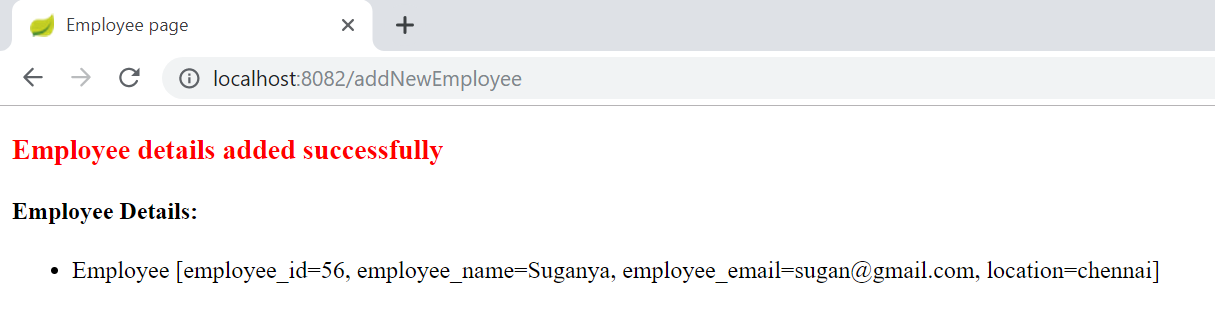 Employee page
localhost:8082/addNewEmployee
Employee details added successfully
Employee Details:
Employee [employee_id=56, employee_name=Suganya, employee_email=sugan@gmail.com, location=chennai]